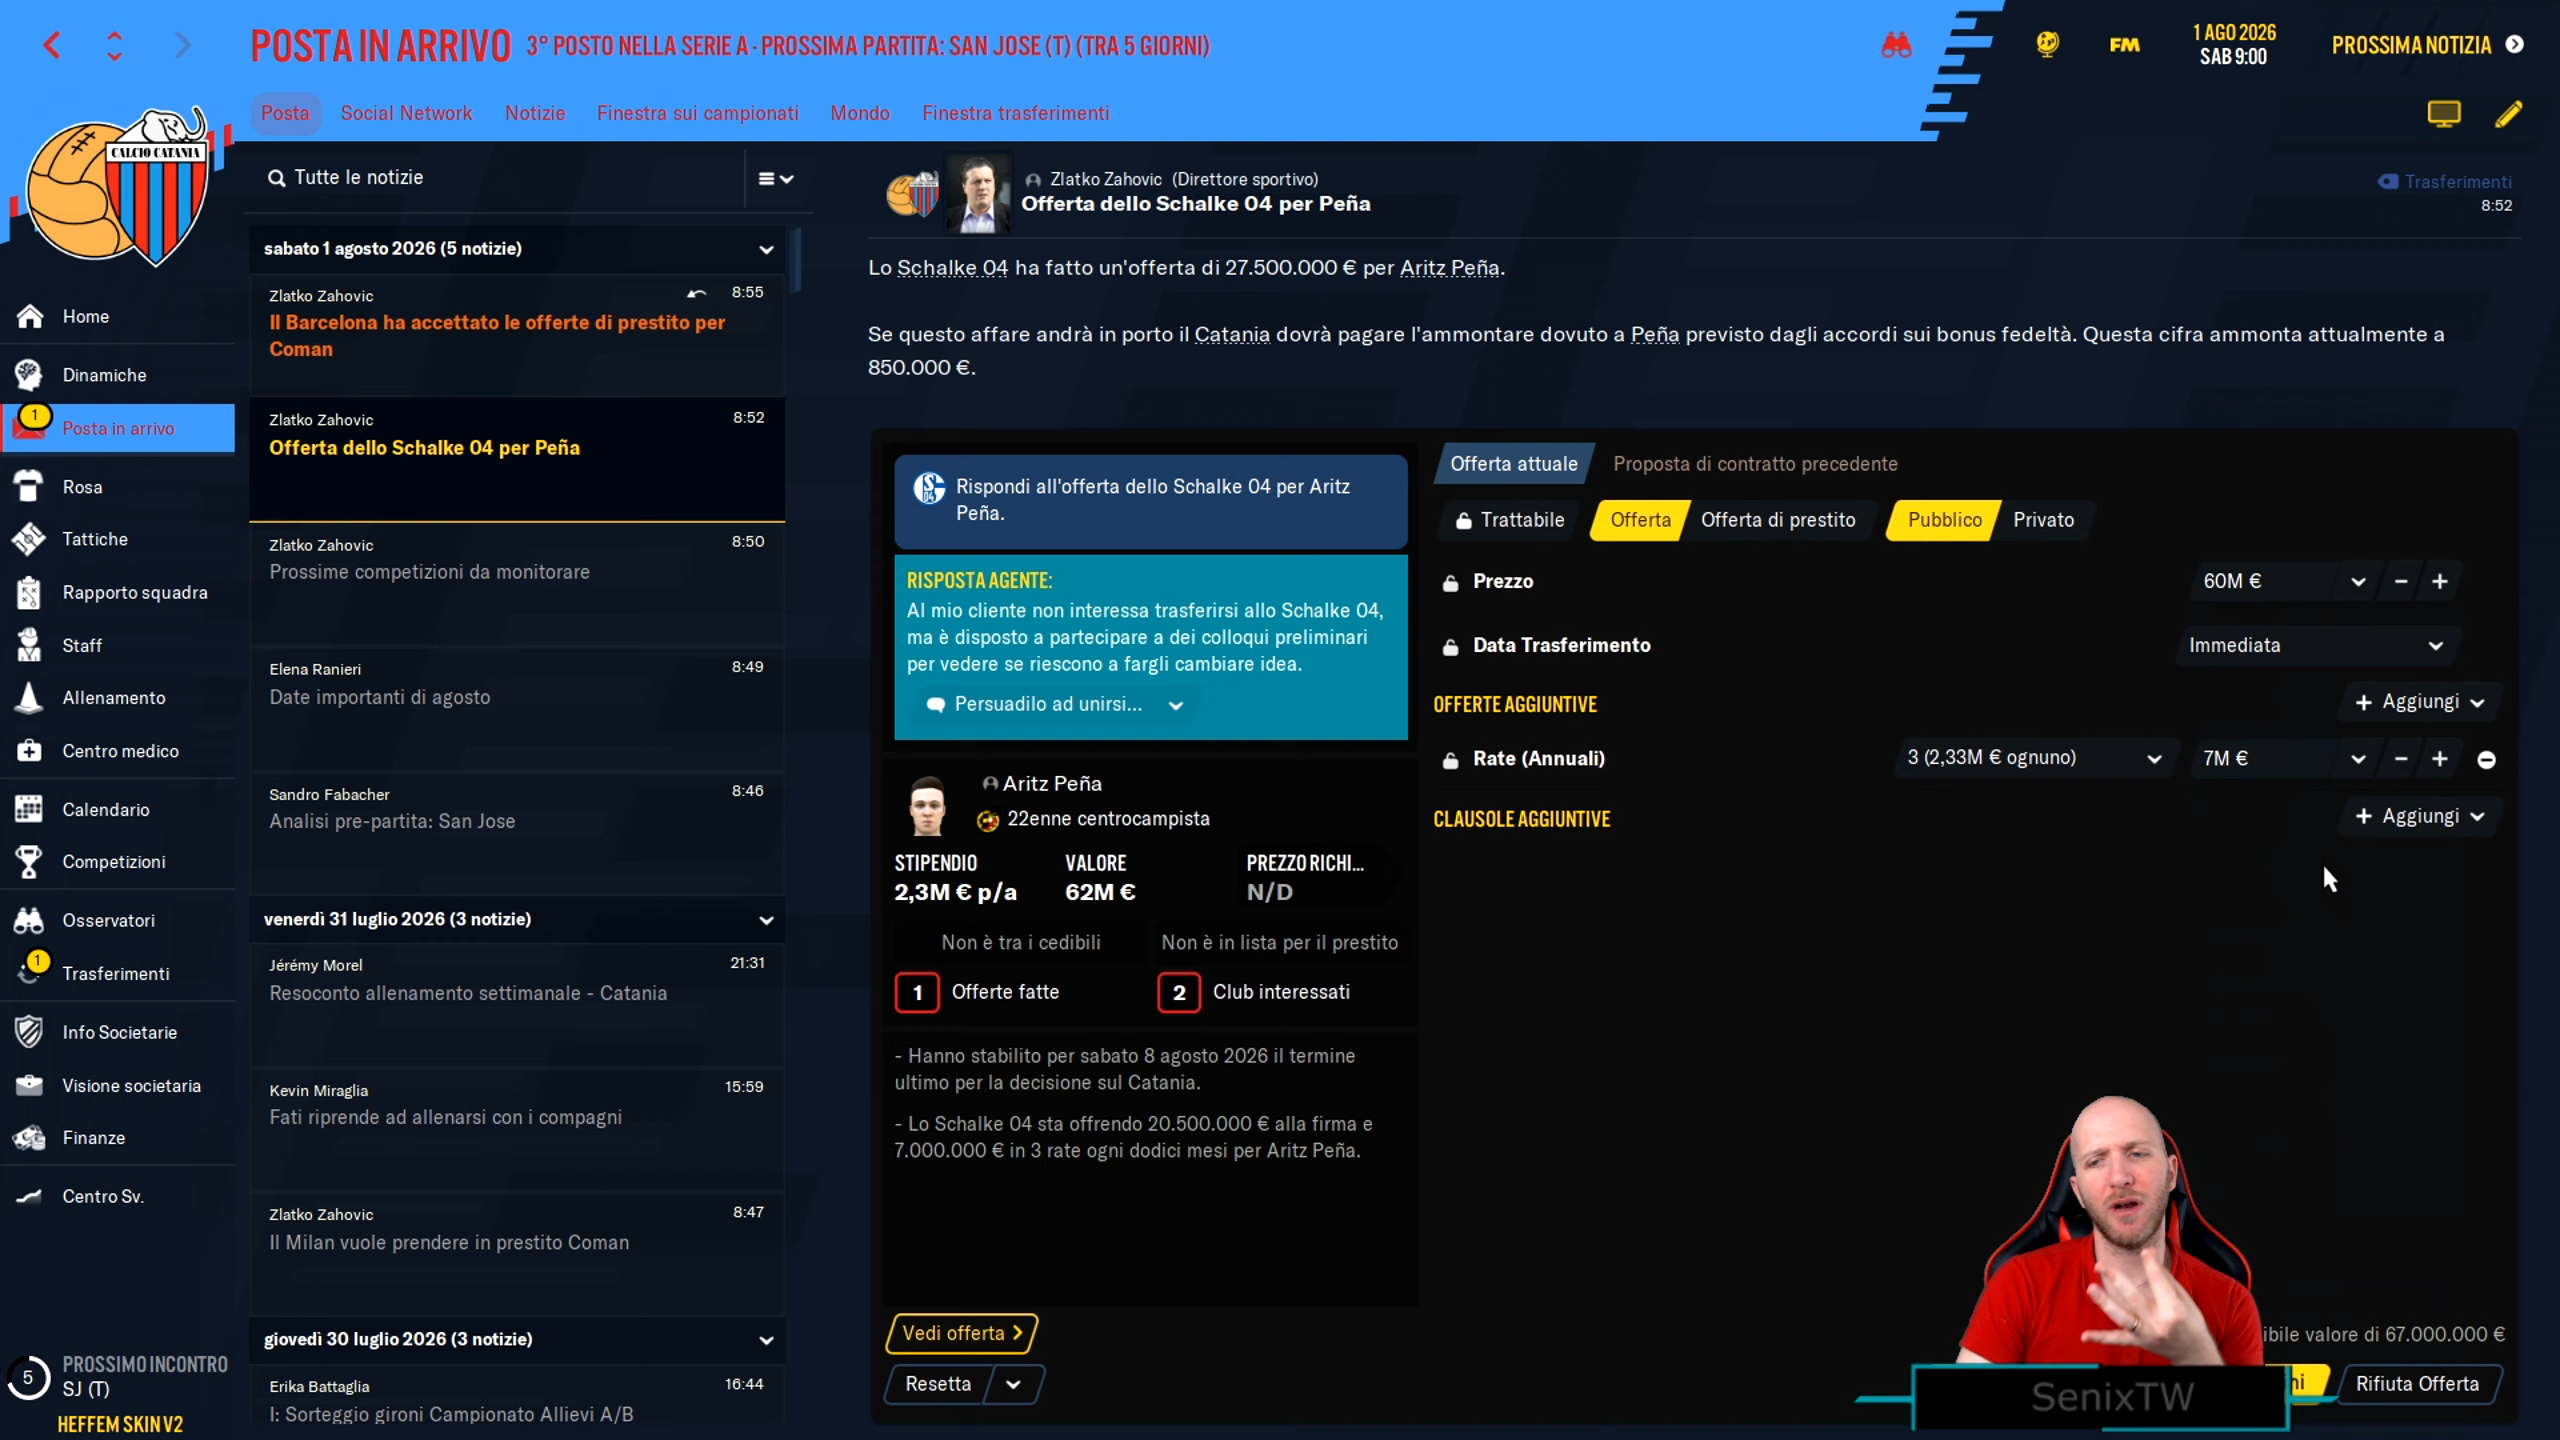 POSTA IN ARRIVO
3° POSTO NELLA SERIE A - PROSSIMA PARTITA: SAN JOSE (T) (TRA 5 GIORNI)
FM
1 AGO 2026
SAB 9:00
PROSSIMA NOTIZIA
Posta
Social Network
Notizie
Finestra sui campionati
Mondo
Finestra trasferimenti
CALCIO CATANIA
Home
Dinamiche
1
Posta in arrivo
Rosa
Tattiche
Rapporto squadra
Staff
Allenamento
Centro medico
Calendario
Competizioni
Osservatori
1
Trasferimenti
Info Societarie
Visione societaria
Finanze
Centro Sv.
5
PROSSIMO INCONTRO
SJ (T)
HEFFEM SKIN V2
Tutte le notizie
sabato 1 agosto 2026 (5 notizie)
Zlatko Zahovic
8:55
Il Barcelona ha accettato le offerte di prestito per
Coman
Zlatko Zahovic
8:52
Offerta dello Schalke 04 per Peña
Zlatko Zahovic
8:50
Prossime competizioni da monitorare
Elena Ranieri
8:49
Date importanti di agosto
Sandro Fabacher
8:46
Analisi pre-partita: San Jose
venerdì 31 luglio 2026 (3 notizie)
Jérémy Morel
21:31
Resoconto allenamento settimanale - Catania
Kevin Miraglia
15:59
Fati riprende ad allenarsi con i compagni
Zlatko Zahovic
8:47
Il Milan vuole prendere in prestito Coman
giovedì 30 luglio 2026 (3 notizie)
Erika Battaglia
16:44
I: Sorteggio gironi Campionato Allievi A/B
Zlatko Zahovic (Direttore sportivo)
Offerta dello Schalke 04 per Peña
Trasferimenti
8:52
Lo Schalke 04 ha fatto un'offerta di 27.500.000 € per Aritz Peña.
Se questo affare andrà in porto il Catania dovrà pagare l'ammontare dovuto a Peña previsto dagli accordi sui bonus fedeltà. Questa cifra ammonta attualmente a
850.000 €.
Rispondi all'offerta dello Schalke 04 per Aritz
Peña.
RISPOSTA AGENTE:
Al mio cliente non interessa trasferirsi allo Schalke 04,
ma è disposto a partecipare a dei colloqui preliminari
per vedere se riescono a fargli cambiare idea.
Persuadilo ad unirsi...
Aritz Peña
22enne centrocampista
STIPENDIO
VALORE
PREZZO RICHI...
2,3M € p/a
62M €
N/D
Non è tra i cedibili
Non è in lista per il prestito
1
Offerte fatte
2
Club interessati
- Hanno stabilito per sabato 8 agosto 2026 il termine
ultimo per la decisione sul Catania.
- Lo Schalke 04 sta offrendo 20.500.000 € alla firma e
7.000.000 € in 3 rate ogni dodici mesi per Aritz Peña.
Vedi offerta
Resetta
Offerta attuale
Proposta di contratto precedente
Trattabile
Offerta
Offerta di prestito
Pubblico
Privato
Prezzo
60M €
Data Trasferimento
Immediata
OFFERTE AGGIUNTIVE
Aggiungi
Rate (Annuali)
3 (2,33M € ognuno)
7M €
CLAUSOLE AGGIUNTIVE
Aggiungi
ibile valore di 67.000.000 €
ni
Rifiuta Offerta
SenixTW